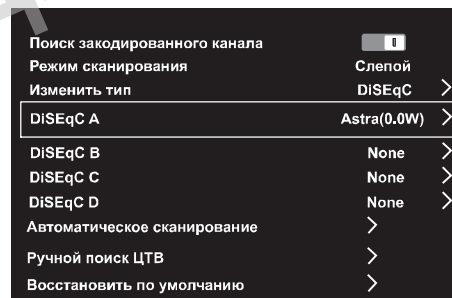 Поиск закодированного канала
Режим сканирования Слепой
Изменить тип DiSEqC >
DiSEqC A Astra(0.0W) >
DiSEqC B None >
DiSEqC C None >
DiSEqC D None >
Автоматическое сканирование >
Ручной поиск ЦТВ >
Восстановить по умолчанию >